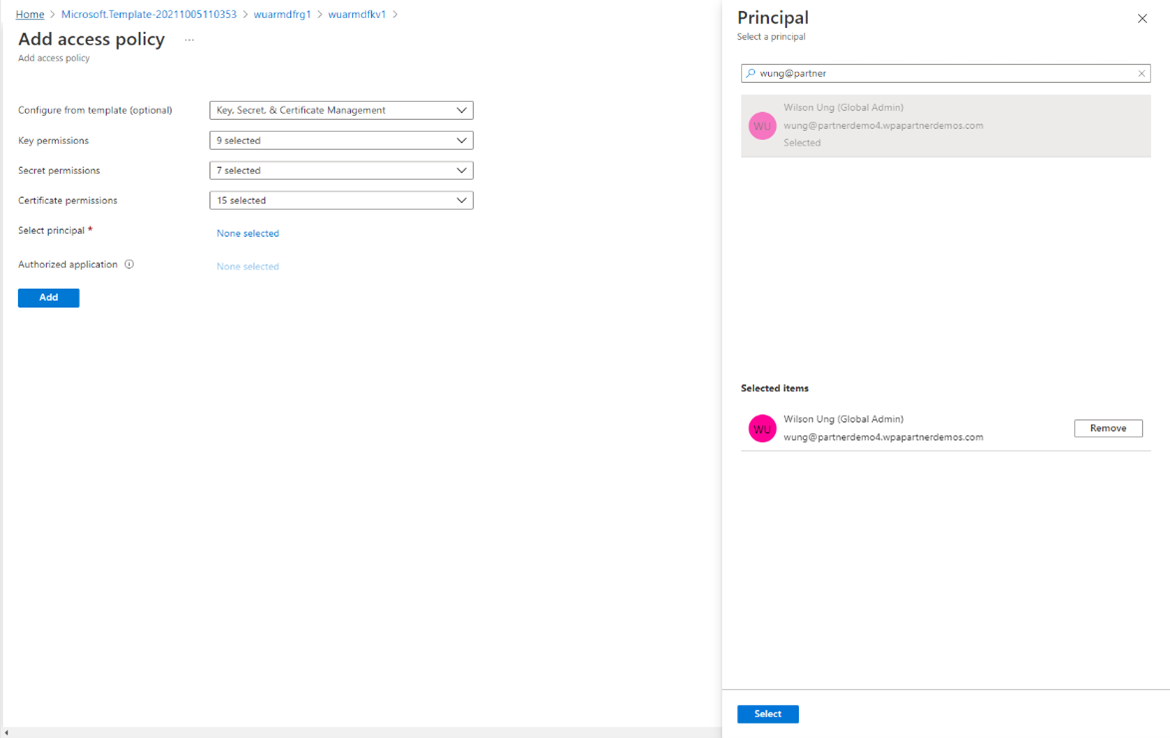 Home > Microsoft.Template-20211005110353 > wuarmdfrg1 > wuarmdfkv1 >
Add access policy ...
Add access policy
Configure from template (optional) Key, Secret, & Certificate Management
Key permissions 9 selected
Secret permissions 7 selected
Certificate permissions 15 selected
Select principal * None selected
Authorized application None selected
Add
Principal
Select a principal
wung@partner
WU
Wilson Ung (Global Admin)
wung@partnerdemo4.wpapartnerdemos.com
Selected
Selected items
WU
Wilson Ung (Global Admin)
wung@partnerdemo4.wpapartnerdemos.com
Remove
Select